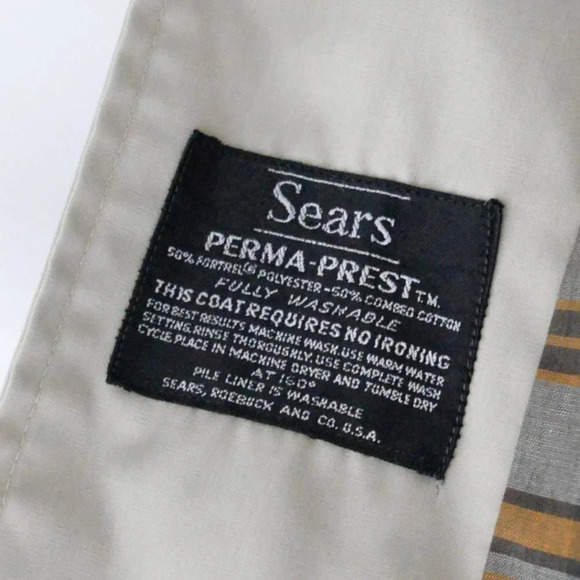 Sears
PERMA-PREST T.M.
50% FORTREL® POLYESTER-50% COMBED COTTON
FULLY WASHABLE
THIS COAT REQUIRES NO IRONING
FOR BEST RESULTS MACHINE WASH. USE WARM WATER
SETTING. RINSE THOROUGHLY. USE COMPLETE WASH
CYCLE. PLACE IN MACHINE DRYER AND TUMBLE DRY
AT 160°
PILE LINER IS WASHABLE
SEARS, ROEBUCK AND CO. U.S.A.